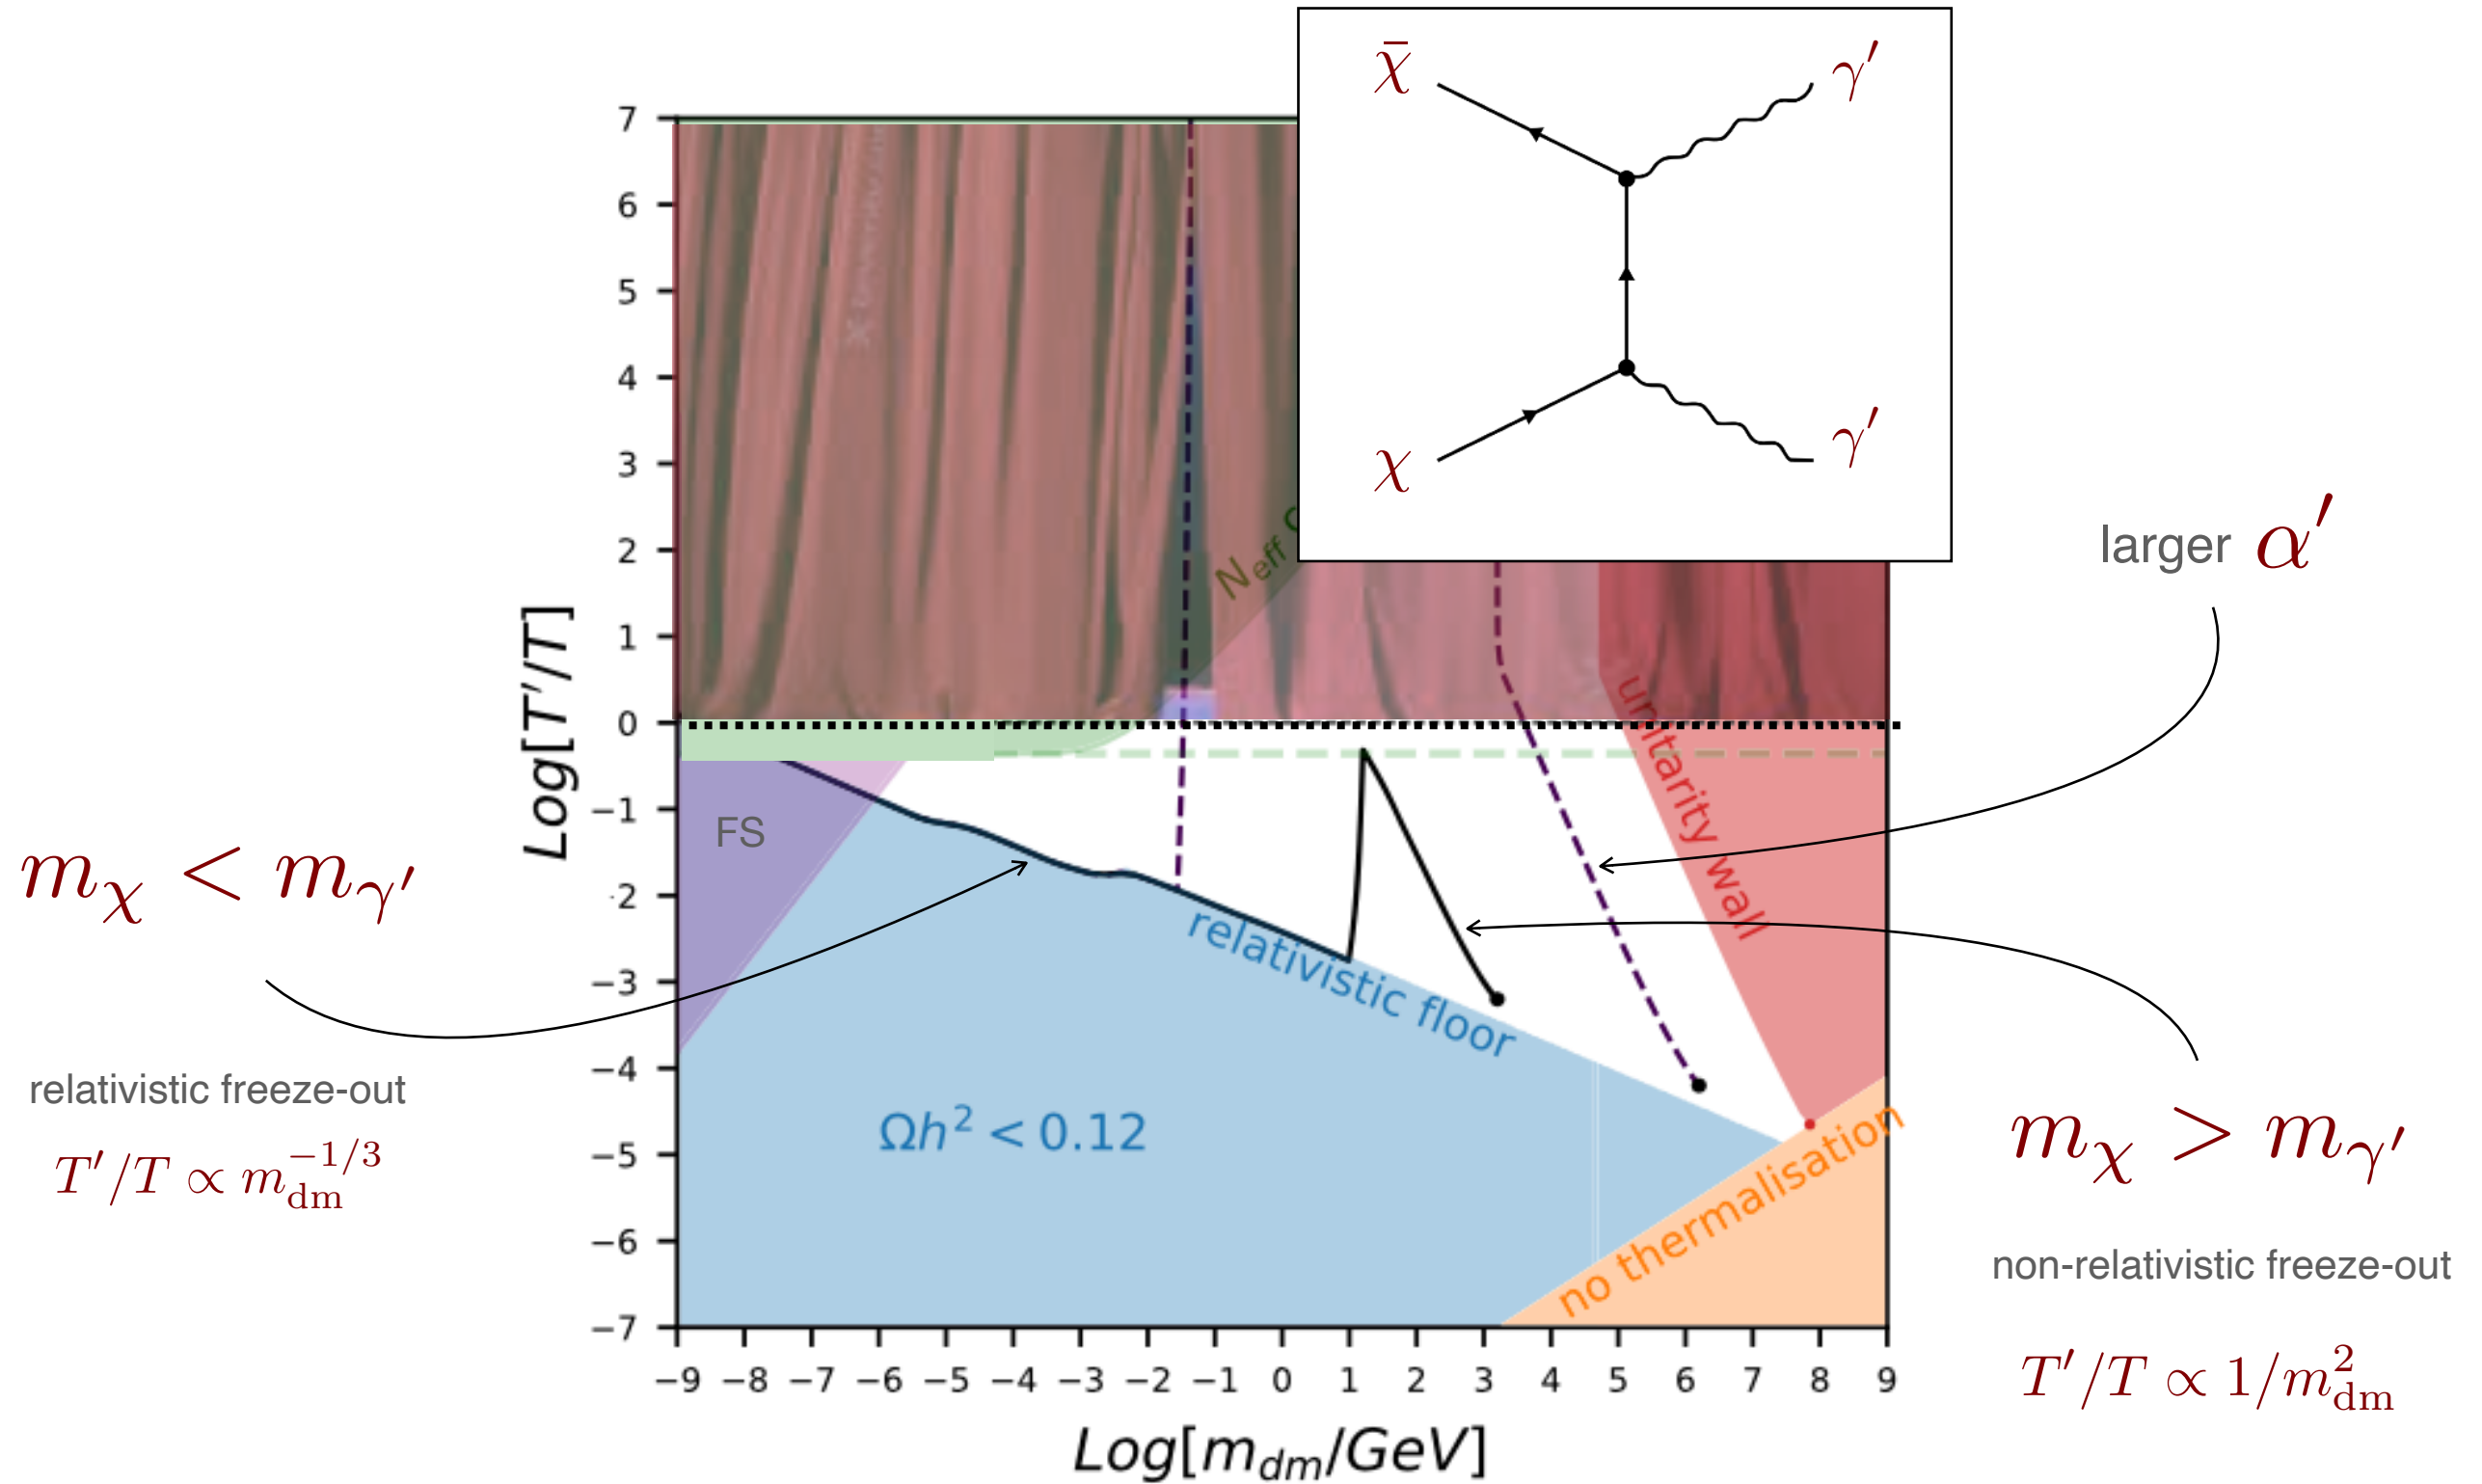 χ̄
γ′
χ
γ′
7
6
5
4
3
2
1
0
−1
-2
−3
−4
−5
−6
−7
Log[T′/T]
N_eff
unitarity wall
FS
relativistic floor
Ωh² < 0.12
no thermalisation
−9 −8 −7 −6 −5 −4 −3 −2 −1 0 1 2 3 4 5 6 7 8 9
Log[m_dm/GeV]
m_χ < m_γ′
relativistic freeze-out
T′/T ∝ m_dm^{−1/3}
larger α′
m_χ > m_γ′
non-relativistic freeze-out
T′/T ∝ 1/m_dm²